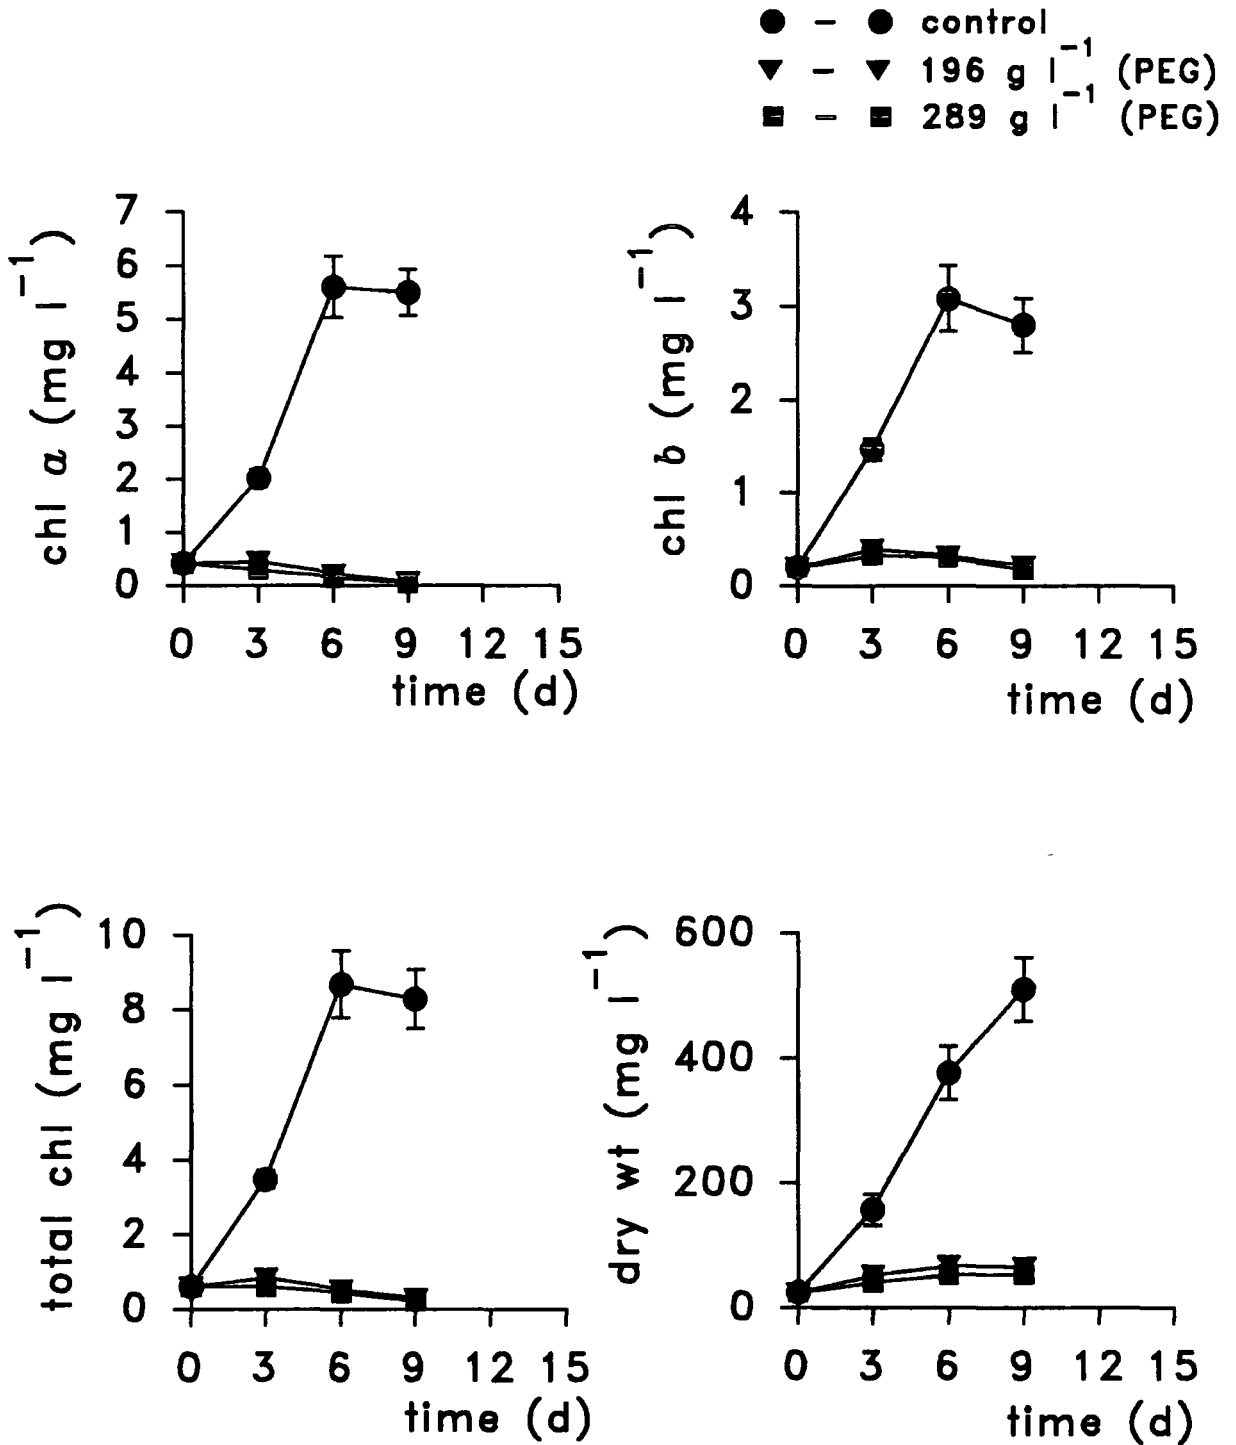 control
196 g l⁻¹ (PEG)
289 g l⁻¹ (PEG)
chl a (mg l⁻¹)
7
6
5
4
3
2
1
0
0 3 6 9 12 15
time (d)
chl b (mg l⁻¹)
4
3
2
1
0
0 3 6 9 12 15
time (d)
total chl (mg l⁻¹)
10
8
6
4
2
0
0 3 6 9 12 15
time (d)
dry wt (mg l⁻¹)
600
400
200
0
0 3 6 9 12 15
time (d)